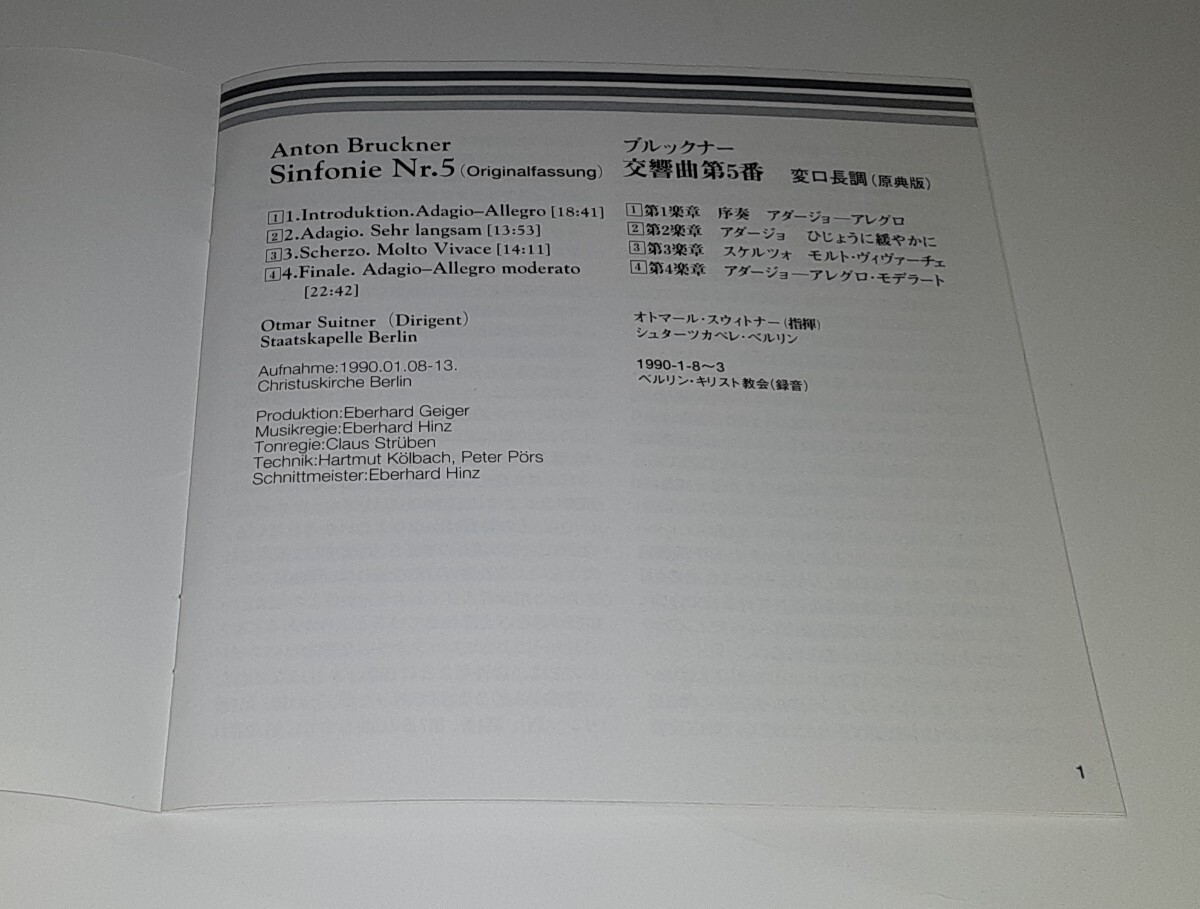 Anton Bruckner
Sinfonie Nr.5(Originalfassung)
1 1.Introduktion.Adagio–Allegro [18:41]
2 2.Adagio. Sehr langsam [13:53]
3 3.Scherzo. Molto Vivace [14:11]
4 4.Finale. Adagio–Allegro moderato
[22:42]
Otmar Suitner (Dirigent)
Staatskapelle Berlin
Aufnahme:1990.01.08-13.
Christuskirche Berlin
Produktion:Eberhard Geiger
Musikregie:Eberhard Hinz
Tonregie:Claus Strüben
Technik:Hartmut Kölbach, Peter Pörs
Schnittmeister:Eberhard Hinz
ブルックナー
交響曲第5番 変ロ長調(原典版)
1 第1楽章 序奏 アダージョ―アレグロ
2 第2楽章 アダージョ ひじょうに緩やかに
3 第3楽章 スケルツォ モルト・ヴィヴァーチェ
4 第4楽章 アダージョ―アレグロ・モデラート
オトマール・スウィトナー(指揮)
シュターツカペレ・ベルリン
1990-1-8〜3
ベルリン・キリスト教会(録音)
1